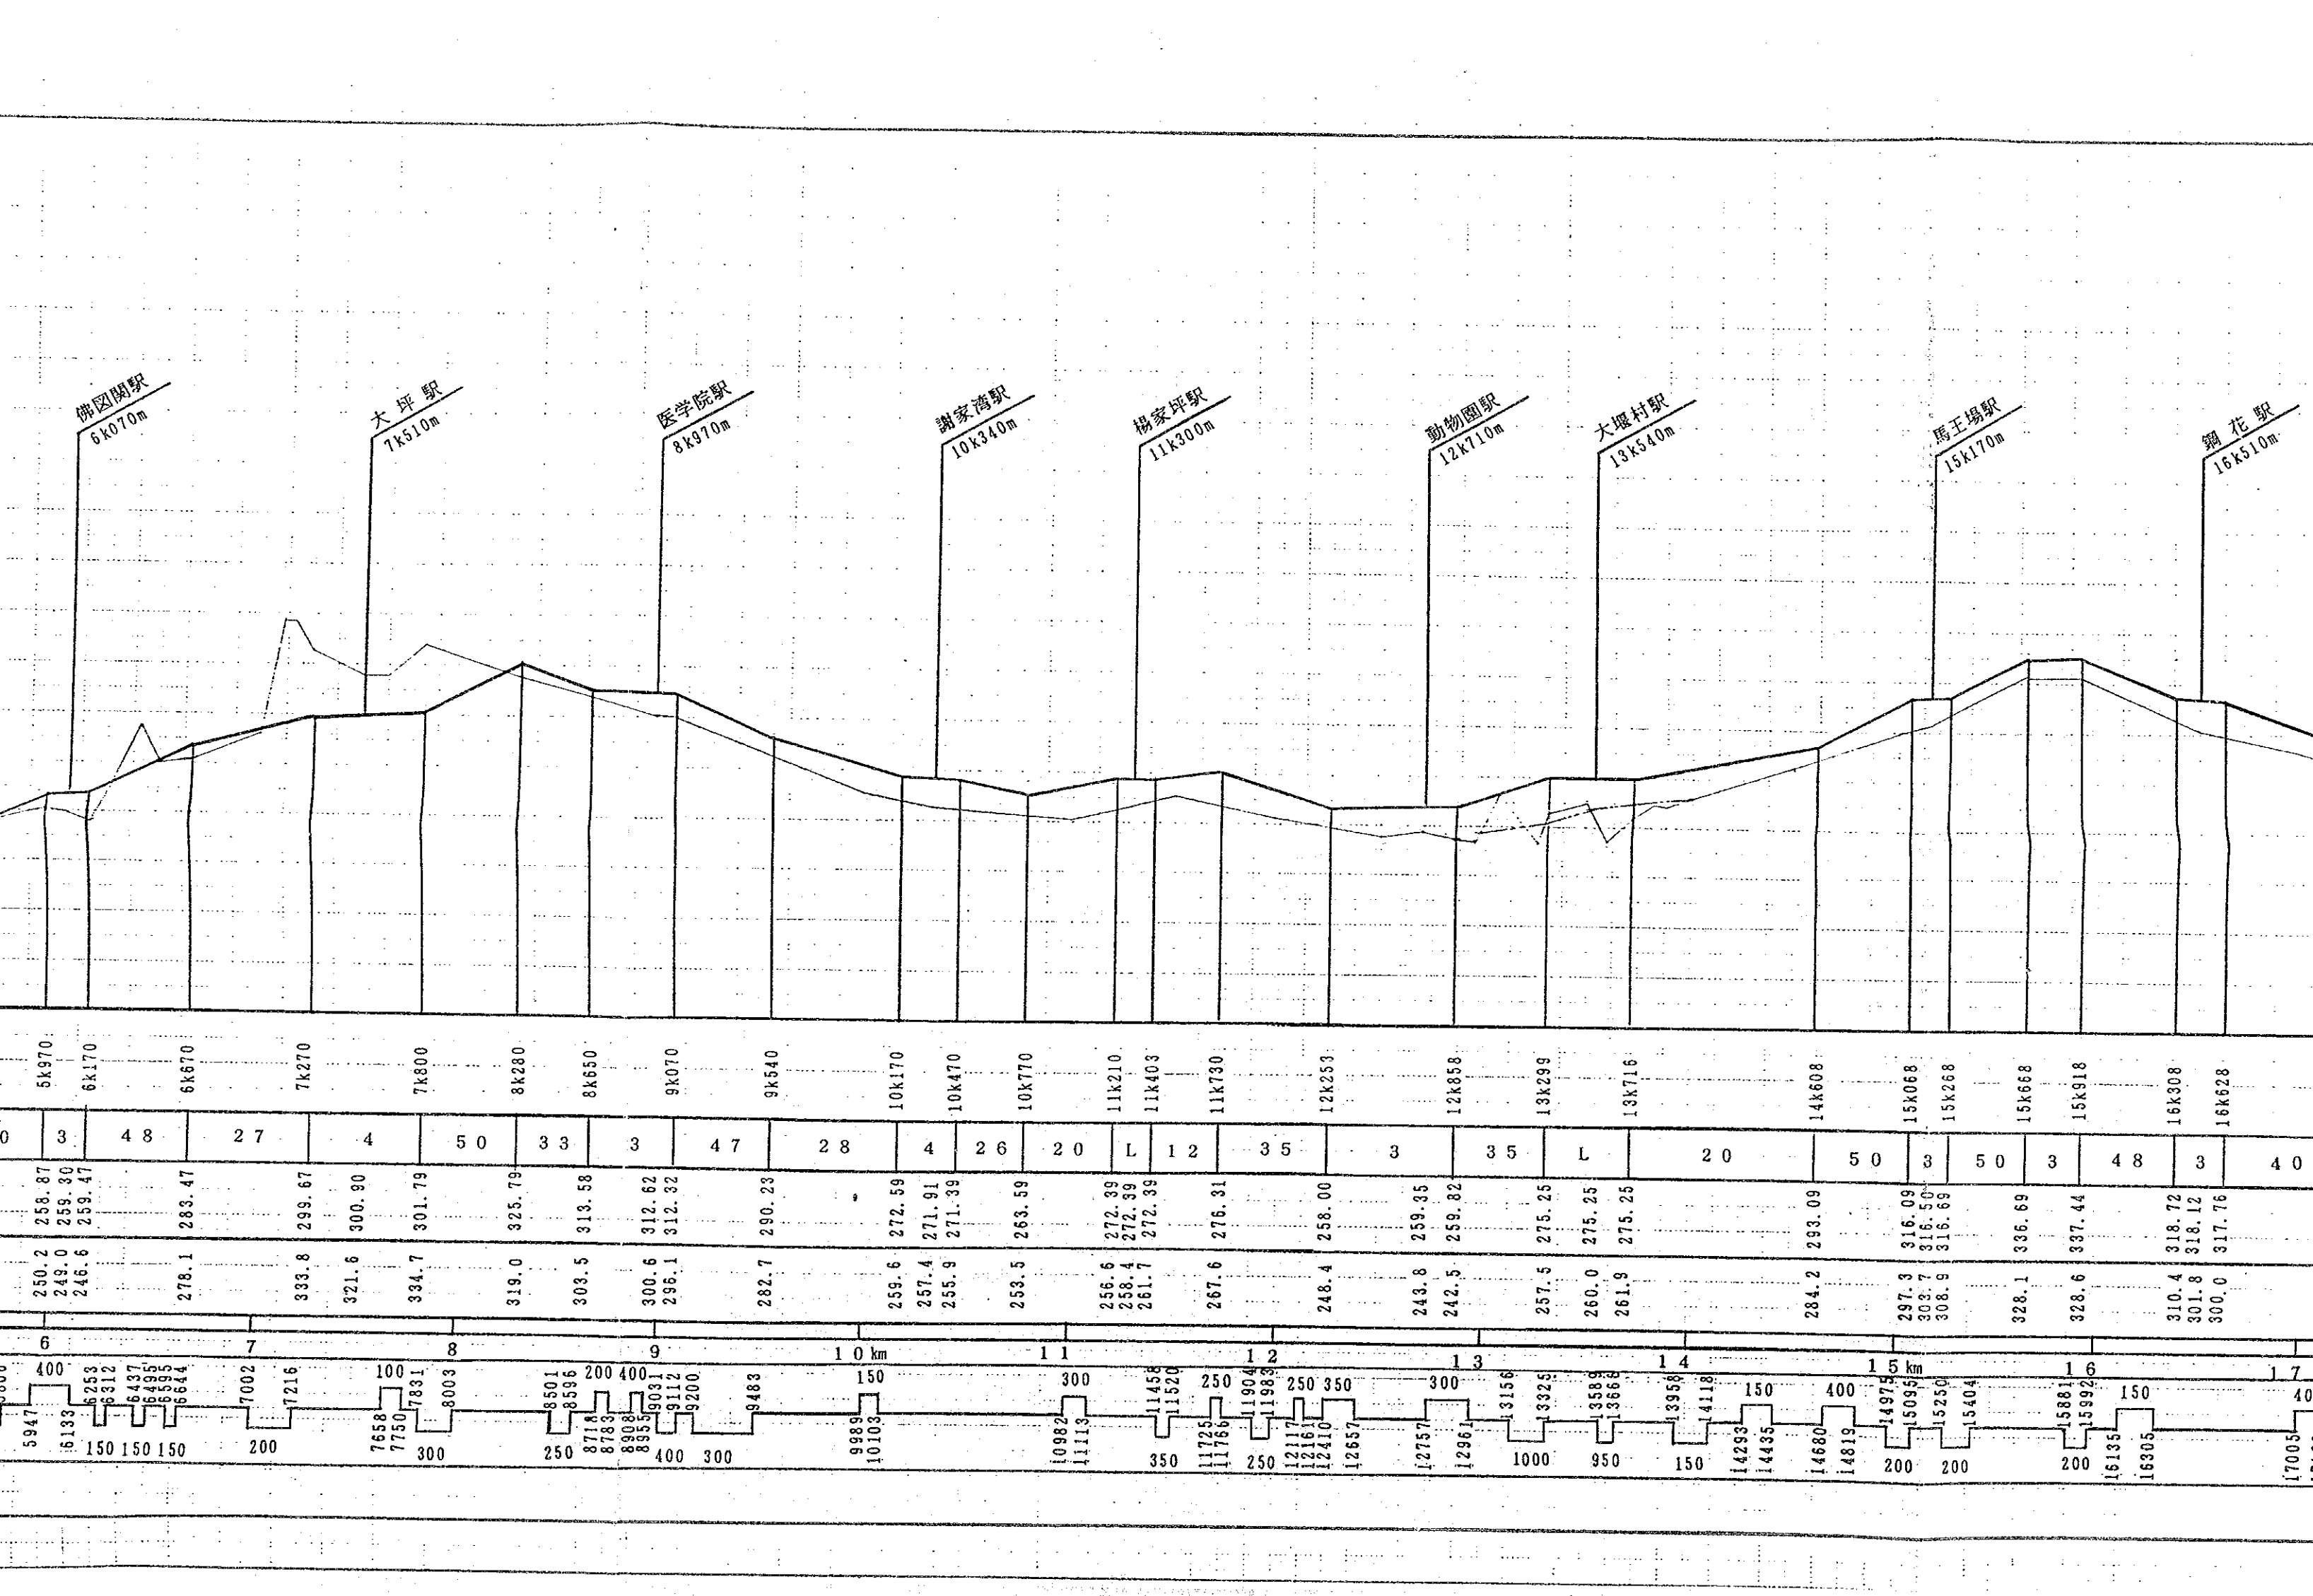 佛図関駅
6k070m
大坪駅
7k510m
医学院駅
8k970m
謝家湾駅
10k340m
楊家坪駅
11k300m
動物園駅
12k710m
大堰村駅
13k540m
馬王場駅
15k170m
鋼花駅
16k510m
5k970 6k170 6k670 7k270 7k800 8k280 8k650 9k070 9k540 10k170 10k470 10k770 11k210 11k403 11k730 12k253 12k858 13k299 13k716 14k608 15k068 15k268 15k668 15k918 16k308 16k628
0 3 48 27 4 50 33 3 47 28 4 26 20 L 12 35 3 35 L 20 50 3 50 3 48 3 40
258.87 259.30 259.47 283.47 299.67 300.90 301.79 325.79 313.58 312.62 312.32 290.23 272.59 271.91 271.39 263.59 272.39 272.39 272.39 276.31 258.00 259.35 259.82 275.25 275.25 275.25 293.09 316.09 316.50 316.69 336.69 337.44 318.72 318.12 317.76
250.2 249.0 246.6 278.1 333.8 321.6 334.7 319.0 303.5 300.6 296.1 282.7 259.6 257.4 255.9 253.5 256.6 258.4 261.7 267.6 248.4 243.8 242.5 257.5 260.0 261.9 284.2 297.3 303.7 308.9 328.1 328.6 310.4 301.8 300.0
6 7 8 9 10km 11 12 13 14 15km 16 17
400 100 200 400 150 300 250 250 350 300 150 400 150
6253 6312 6437 6495 6595 6644 7002 7216 7831 8003 8501 8596 9031 9112 9200 9483 11458 11520 11904 11983 13156 13325 13589 13668 13958 14118 14975 15095 15250 15404 15881 15992
5947 6133 7658 7750 8718 8783 8908 8955 9989 10103 10982 11113 11725 11766 12117 12161 12410 12657 12757 12961 14293 14435 14680 14819 16135 16305 17005
150 150 150 200 300 250 400 300 350 250 1000 950 150 200 200 200